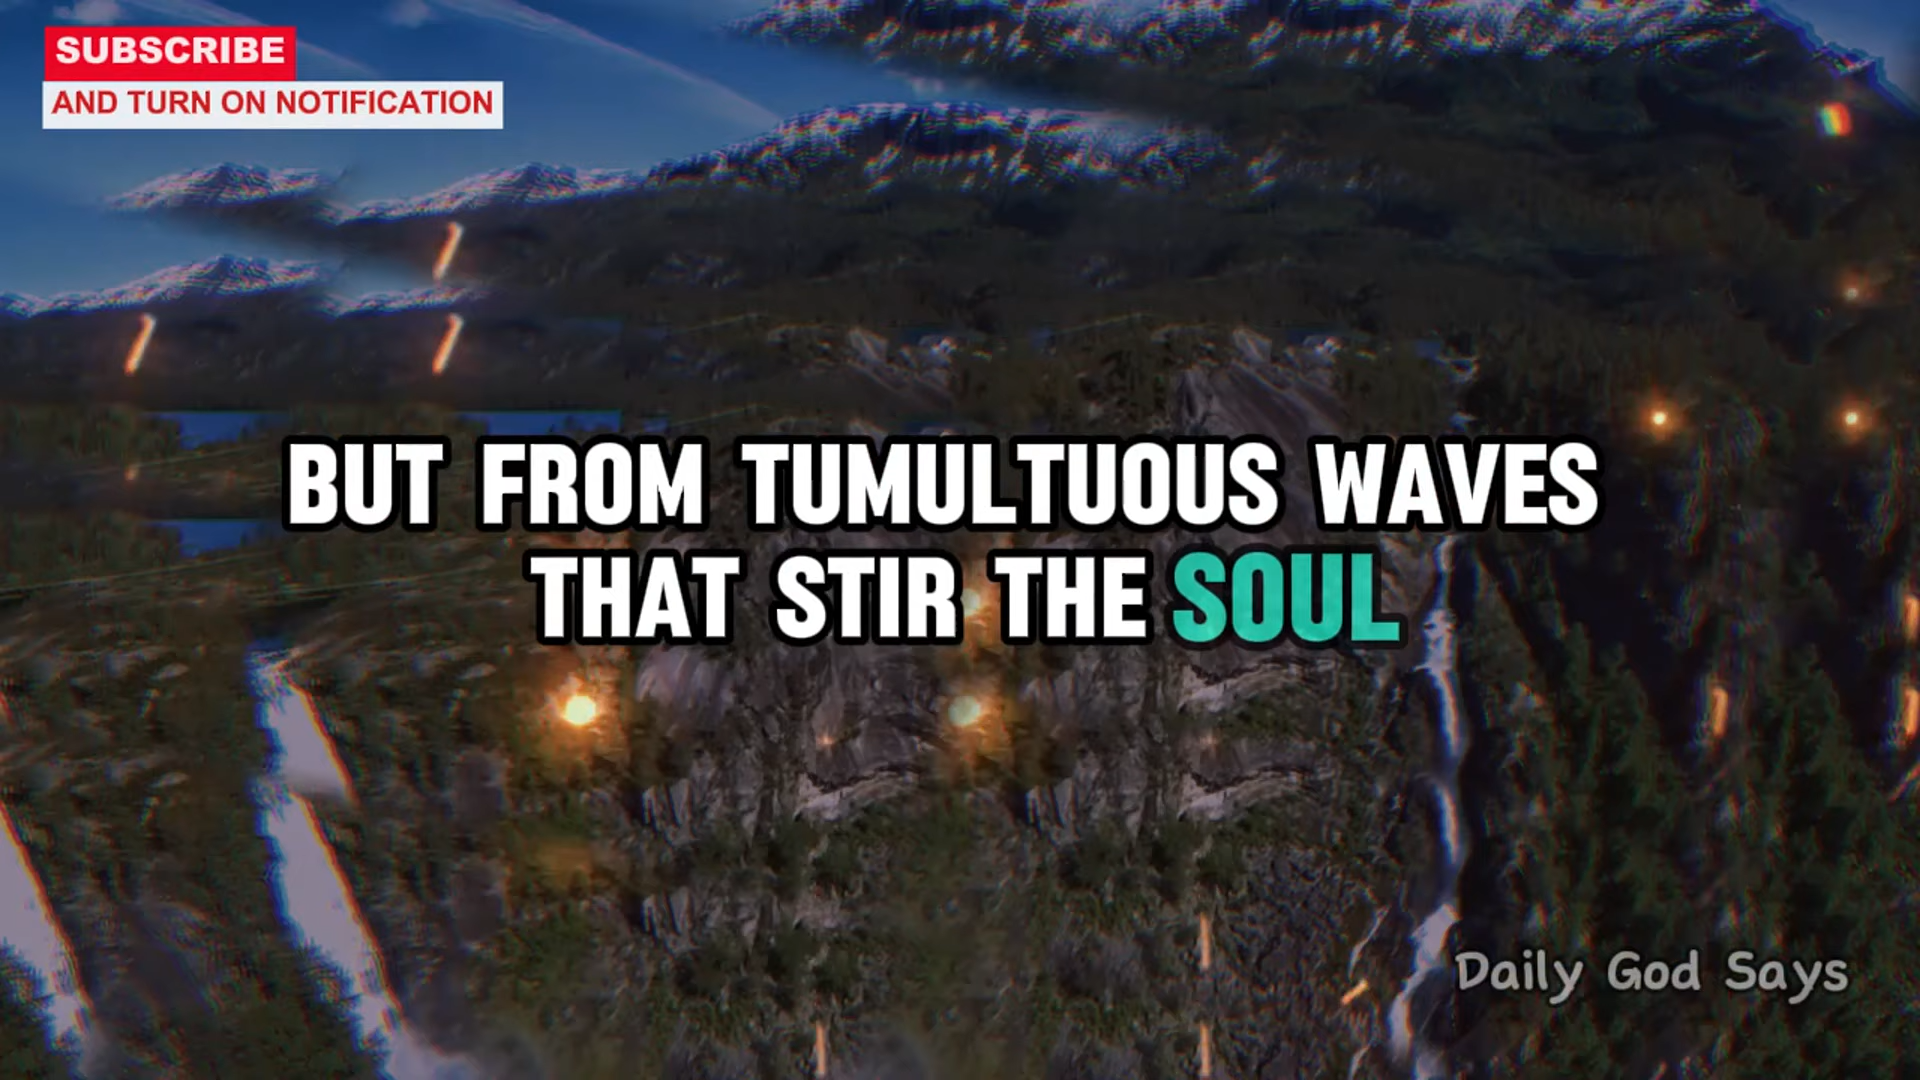 SUBSCRIBE
AND TURN ON NOTIFICATION
BUT FROM TUMULTUOUS WAVES
THAT STIR THE SOUL
Daily God Says